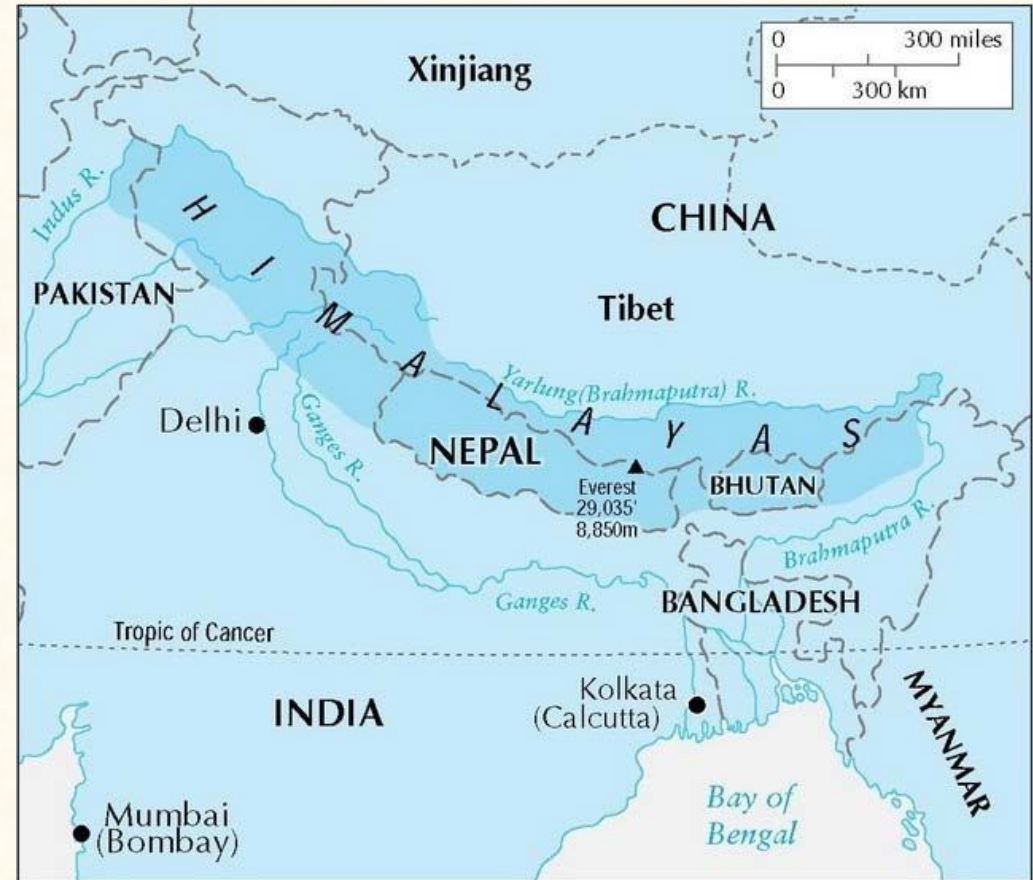 0 300 miles
0 300 km
Xinjiang
Indus R.
HIMALAYAS
CHINA
PAKISTAN
Tibet
Yarlung(Brahmaputra) R.
Delhi
Ganges R.
NEPAL
Everest
29,035'
8,850m
BHUTAN
Brahmaputra R.
Ganges R.
BANGLADESH
Tropic of Cancer
INDIA
Kolkata
(Calcutta)
MYANMAR
Mumbai
(Bombay)
Bay of
Bengal